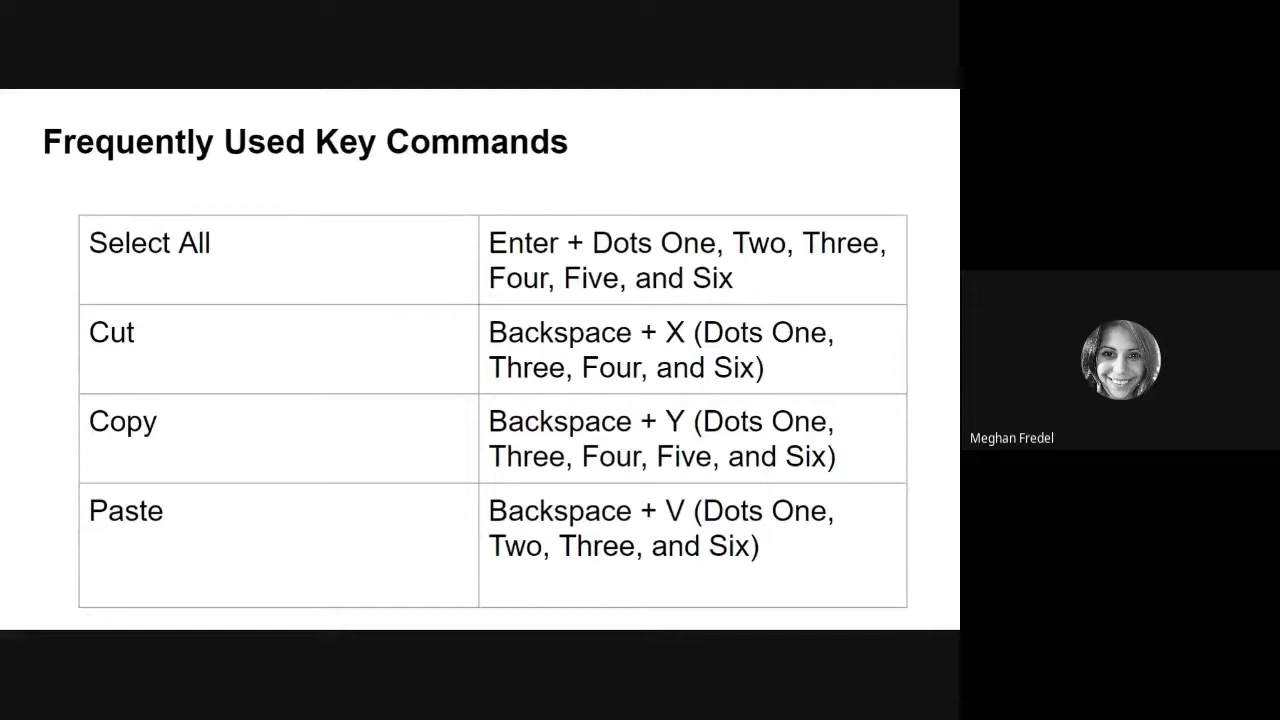 Frequently Used Key Commands
Select All
Enter + Dots One, Two, Three,
Four, Five, and Six
Cut
Backspace + X (Dots One,
Three, Four, and Six)
Copy
Backspace + Y (Dots One,
Three, Four, Five, and Six)
Paste
Backspace + V (Dots One,
Two, Three, and Six)
Meghan Fredel